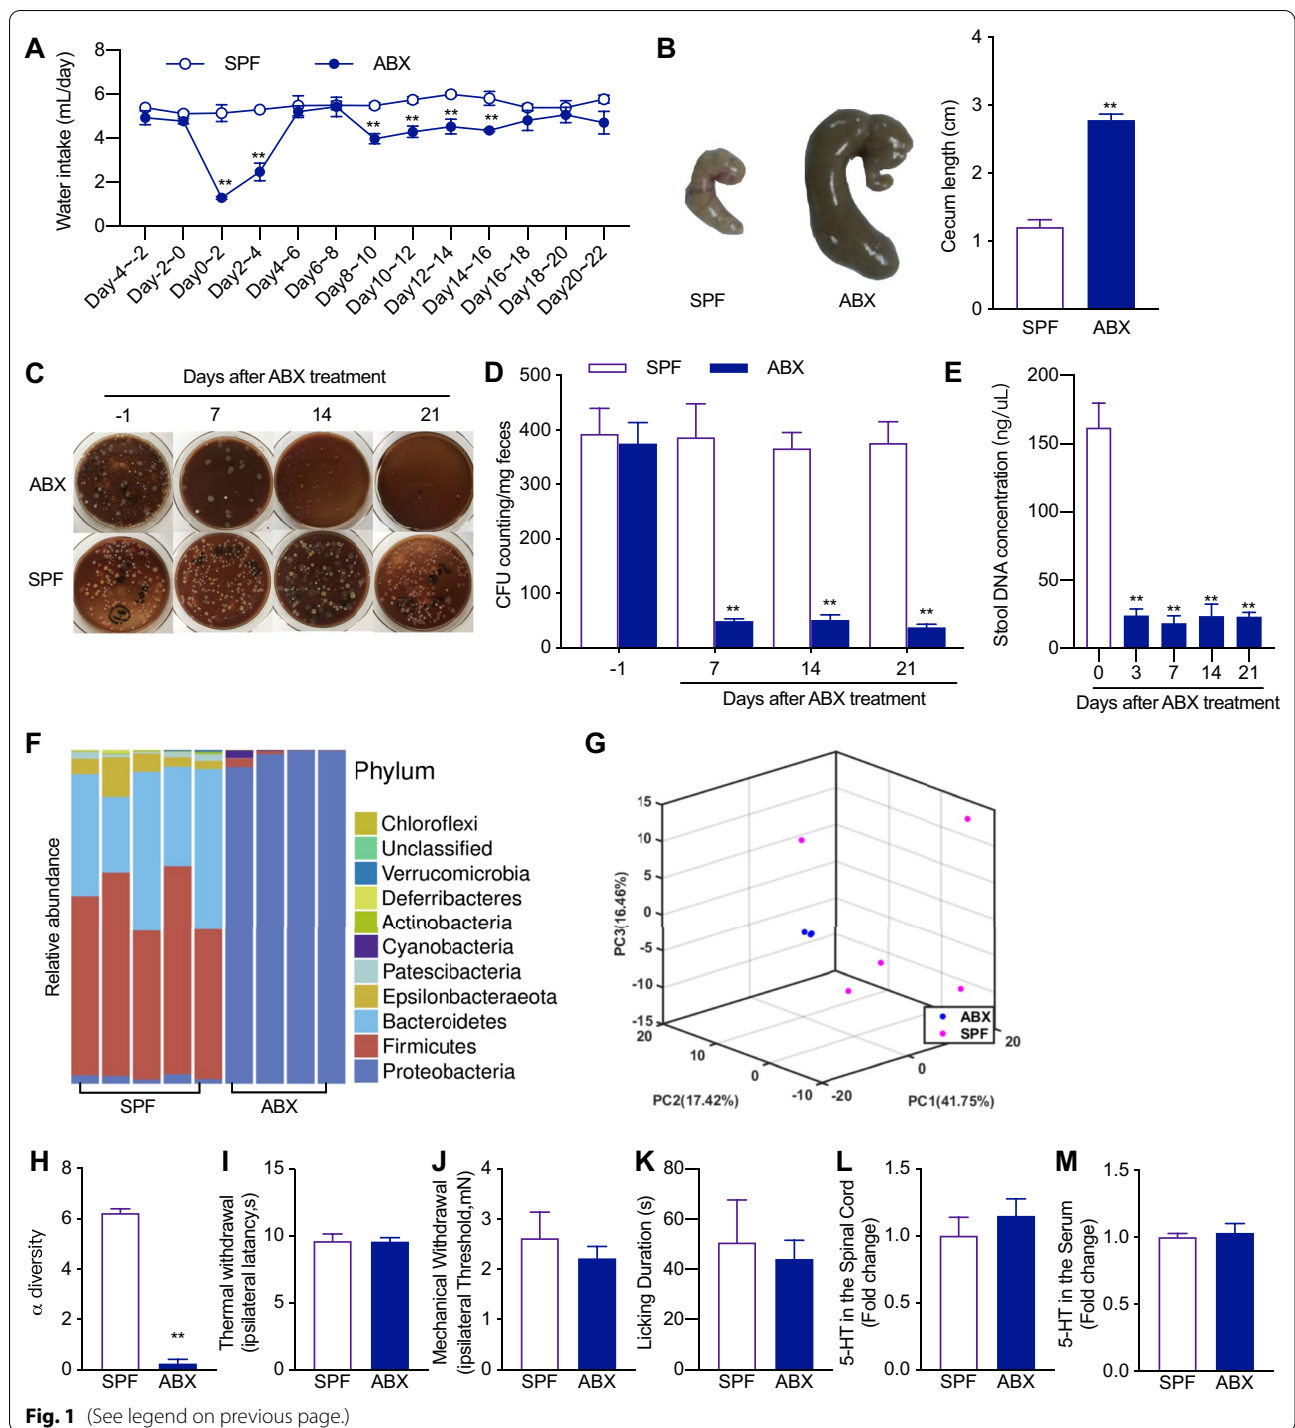 A
Water intake (mL/day)
8
6
4
2
0
SPF
ABX
**
**
**
**
**
**
Day-4~-2
Day-2~0
Day0~2
Day2~4
Day4~6
Day6~8
Day8~10
Day10~12
Day12~14
Day14~16
Day16~18
Day18~20
Day20~22
B
SPF
ABX
Cecum length (cm)
4
3
2
1
0
**
SPF
ABX
C
Days after ABX treatment
-1
7
14
21
ABX
SPF
D
SPF
ABX
CFU counting/mg feces
500
400
300
200
100
0
**
**
**
-1
7
14
21
Days after ABX treatment
E
Stool DNA concentration (ng/uL)
200
150
100
50
0
**
**
**
**
0
3
7
14
21
Days after ABX treatment
F
Relative abundance
SPF
ABX
Phylum
Chloroflexi
Unclassified
Verrucomicrobia
Deferribacteres
Actinobacteria
Cyanobacteria
Patescibacteria
Epsilonbacteraeota
Bacteroidetes
Firmicutes
Proteobacteria
G
PC3(16.46%)
15
10
5
0
-5
-10
-15
20
10
0
-10
PC2(17.42%)
-20
0
20
PC1(41.75%)
ABX
SPF
H
α diversity
8
6
4
2
0
**
SPF
ABX
I
Thermal withdrawal
(ipsilateral latancy,s)
15
10
5
0
SPF
ABX
J
Mechanical Withdrawal
(ipsilateral Threshold,mN)
4
3
2
1
0
SPF
ABX
K
Licking Duration (s)
80
60
40
20
0
SPF
ABX
L
5-HT in the Spinal Cord
(Fold change)
1.5
1.0
0.5
0.0
SPF
ABX
M
5-HT in the Serum
(Fold change)
1.5
1.0
0.5
0.0
SPF
ABX
Fig. 1 (See legend on previous page.)